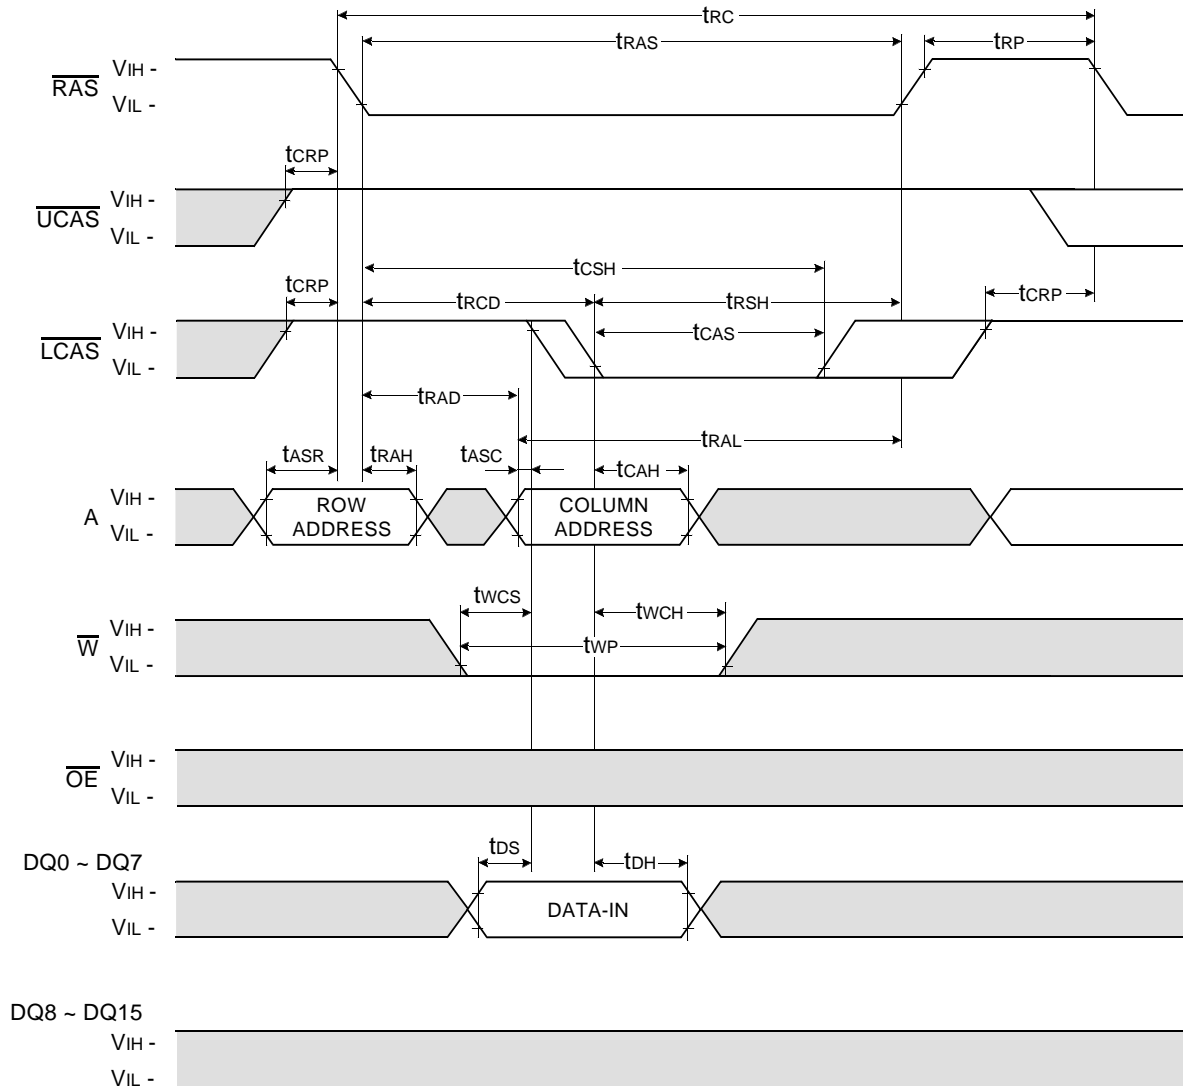 tRC
tRAS
tRP
RAS
VIH -
VIL -
tCRP
UCAS
VIH -
VIL -
tCSH
tCRP
tRCD
tRSH
tCRP
LCAS
VIH -
VIL -
tCAS
tRAD
tRAL
tASR
tRAH
tASC
tCAH
A
VIH -
VIL -
ROW
ADDRESS
COLUMN
ADDRESS
tWCS
tWCH
W
VIH -
VIL -
tWP
OE
VIH -
VIL -
DQ0 ~ DQ7
tDS
tDH
VIH -
VIL -
DATA-IN
DQ8 ~ DQ15
VIH -
VIL -